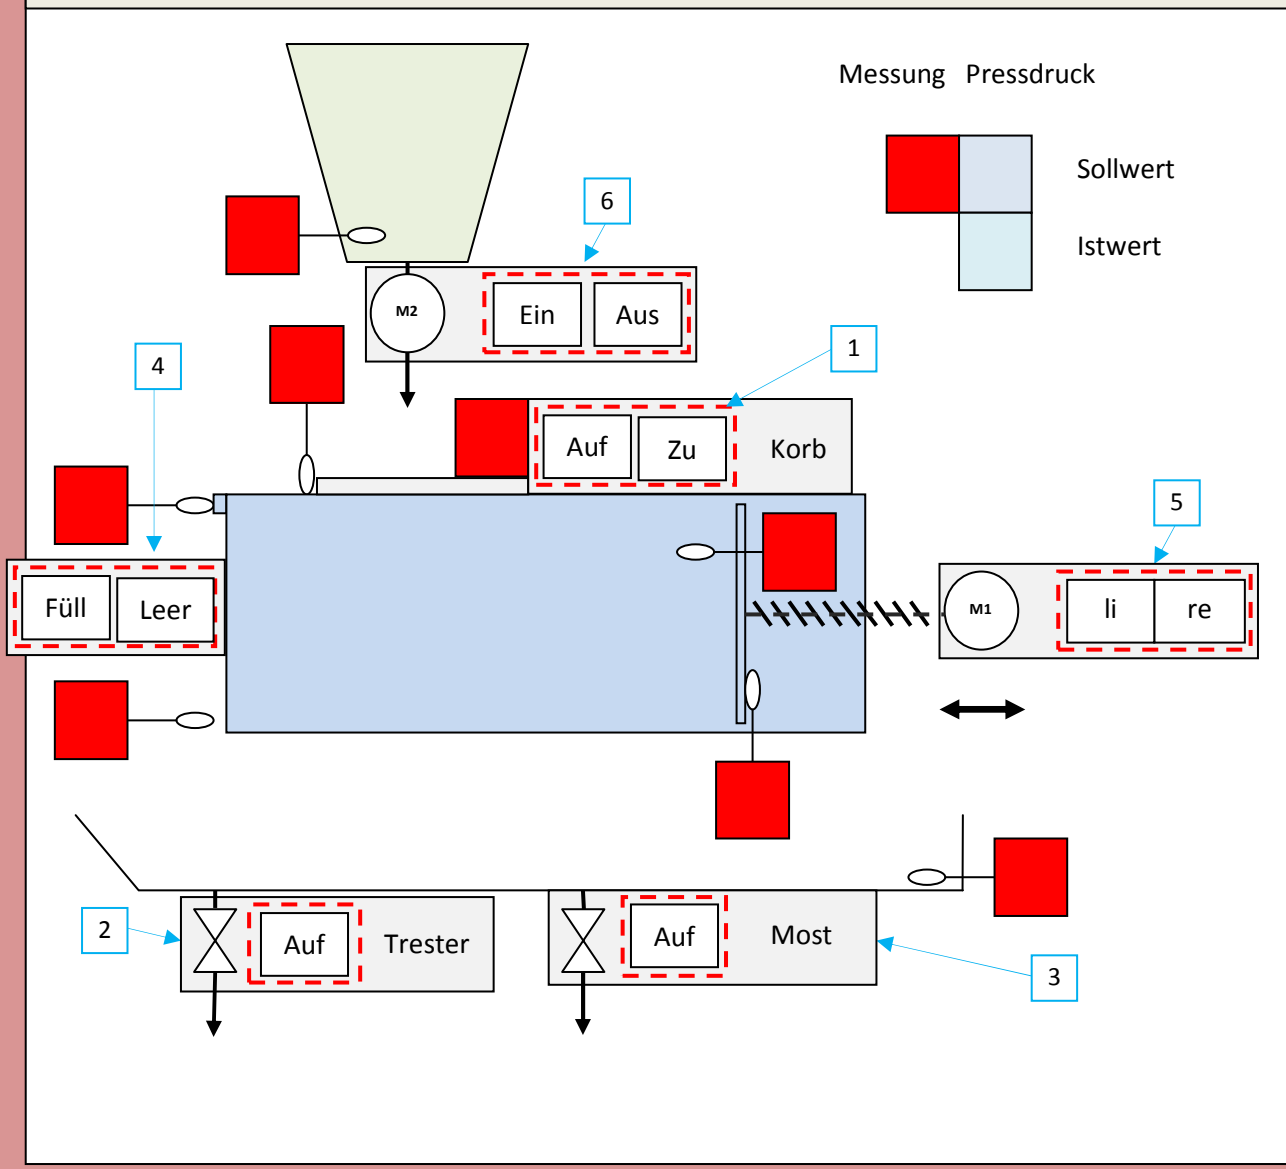 Messung Pressdruck
Sollwert
Istwert
6
M2
Ein
Aus
1
4
Auf
Zu
Korb
5
Füll
Leer
M1
li
re
2
Auf
Trester
Auf
Most
3